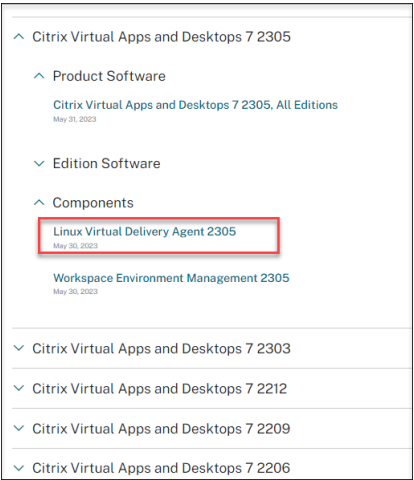 Citrix Virtual Apps and Desktops 7 2305
Product Software
Citrix Virtual Apps and Desktops 7 2305, All Editions
May 31, 2023
Edition Software
Components
Linux Virtual Delivery Agent 2305
May 30, 2023
Workspace Environment Management 2305
May 30, 2023
Citrix Virtual Apps and Desktops 7 2303
Citrix Virtual Apps and Desktops 7 2212
Citrix Virtual Apps and Desktops 7 2209
Citrix Virtual Apps and Desktops 7 2206